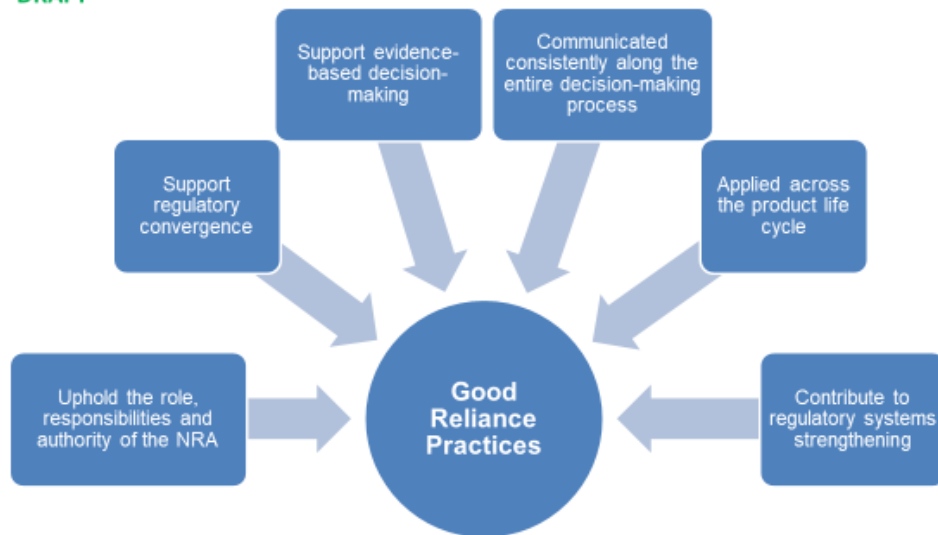 DRAFT
Support evidence-
based decision-
making
Communicated
consistently along the
entire decision-making
process
Support
regulatory
convergence
Applied across
the product life
cycle
Uphold the role,
responsibilities and
authority of the NRA
Good
Reliance
Practices
Contribute to
regulatory systems
strengthening